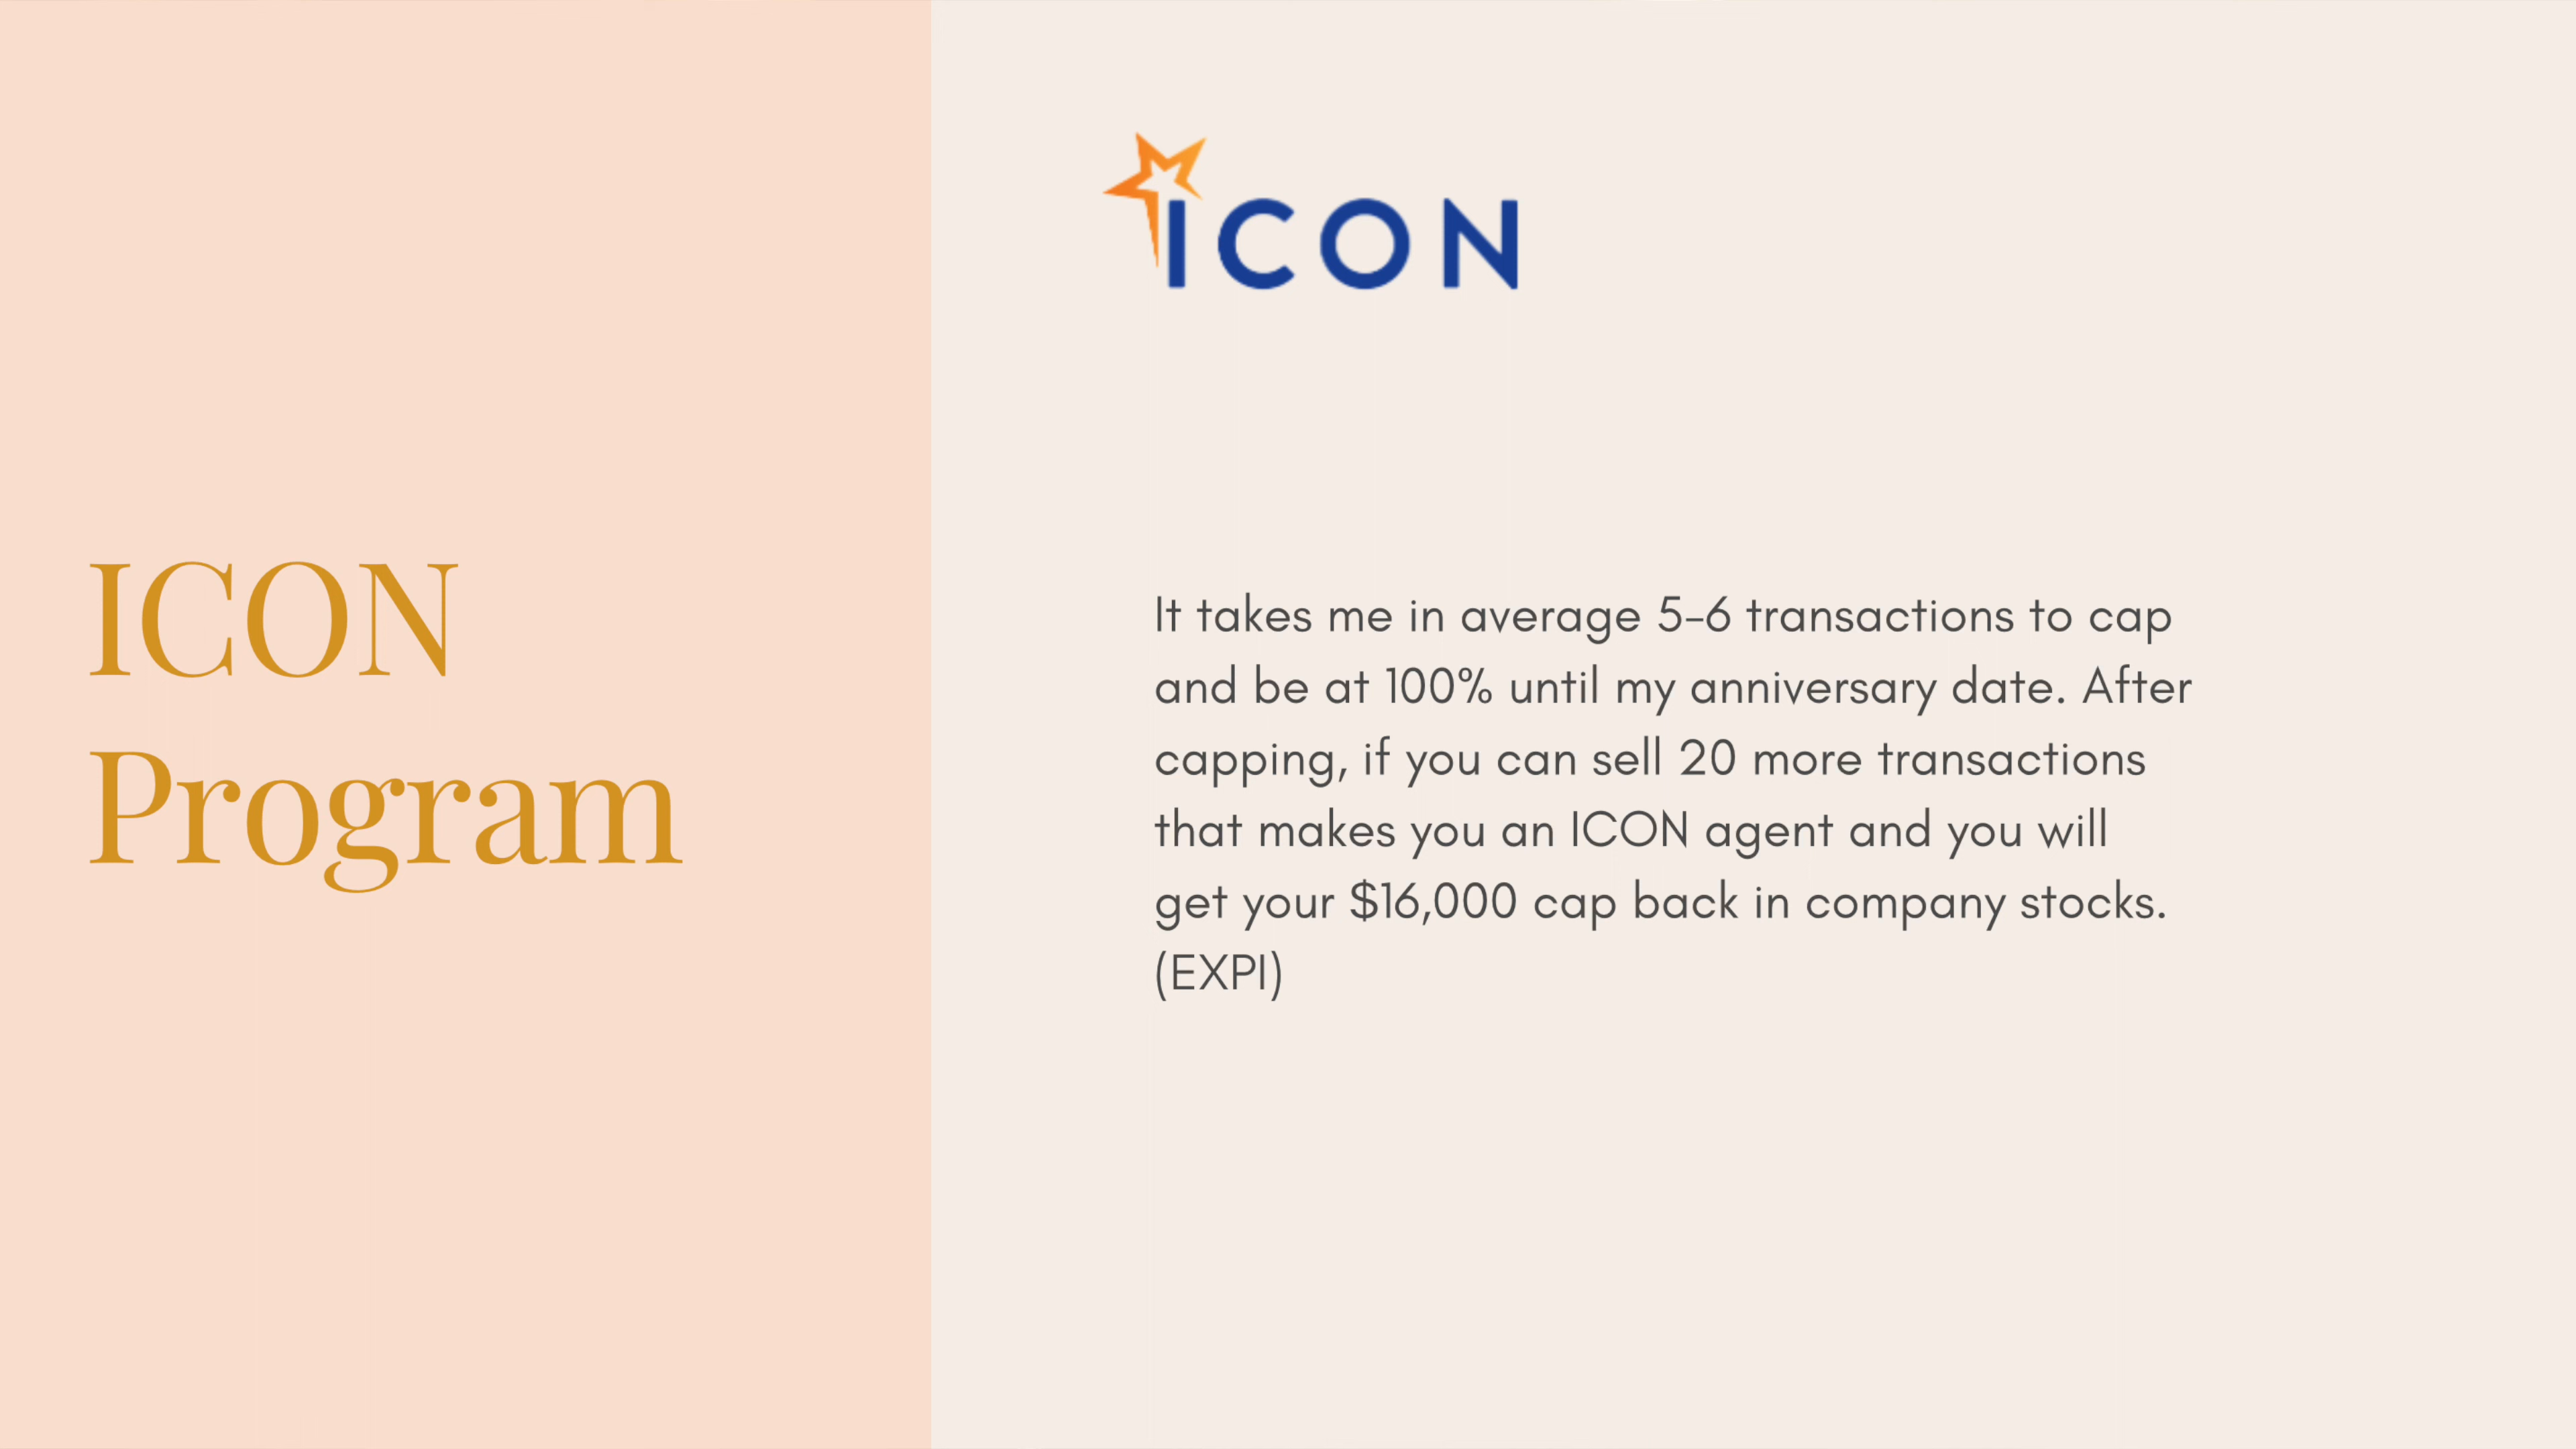 ICON
Program
ICON
It takes me in average 5-6 transactions to cap
and be at 100% until my anniversary date. After
capping, if you can sell 20 more transactions
that makes you an ICON agent and you will
get your $16,000 cap back in company stocks.
(EXPI)